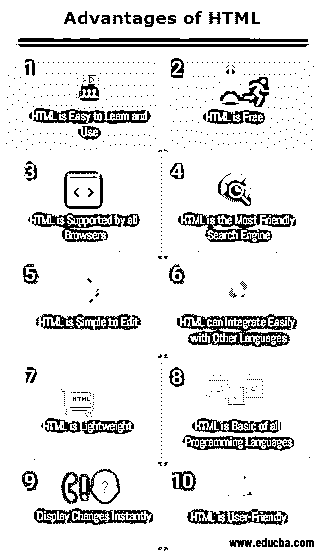 Advantages of HTML
1
2
HTML is Easy to Learn and
Use
HTML is Free
3
4
HTML is Supported by all
Browsers
HTML is the Most Friendly
Search Engine
5
6
HTML is Simple to Edit
HTML can Integrate Easily
with Other Languages
7
8
HTML
HTML is Lightweight
HTML is Basic of all
Programming Languages
9
10
?
Display Changes Instantly
HTML is User-Friendly
www.educba.com